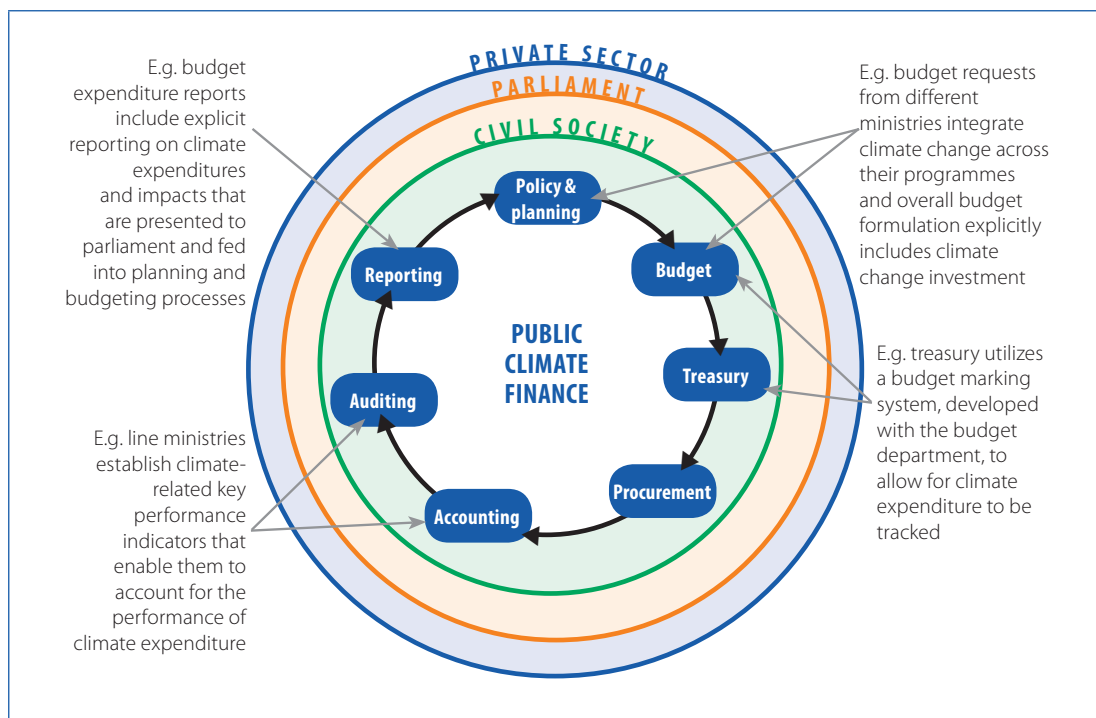 PRIVATE SECTOR
PARLIAMENT
CIVIL SOCIETY
E.g. budget
expenditure reports
include explicit
reporting on climate
expenditures
and impacts that
are presented to
parliament and fed
into planning and
budgeting processes
E.g. budget requests
from different
ministries integrate
climate change across
their programmes
and overall budget
formulation explicitly
includes climate
change investment
Policy &
planning
Budget
Reporting
PUBLIC
CLIMATE
FINANCE
Treasury
E.g. treasury utilizes
a budget marking
system, developed
with the budget
department, to
allow for climate
expenditure to be
tracked
Auditing
E.g. line ministries
establish climate-
related key
performance
indicators that
enable them to
account for the
performance of
climate expenditure
Procurement
Accounting